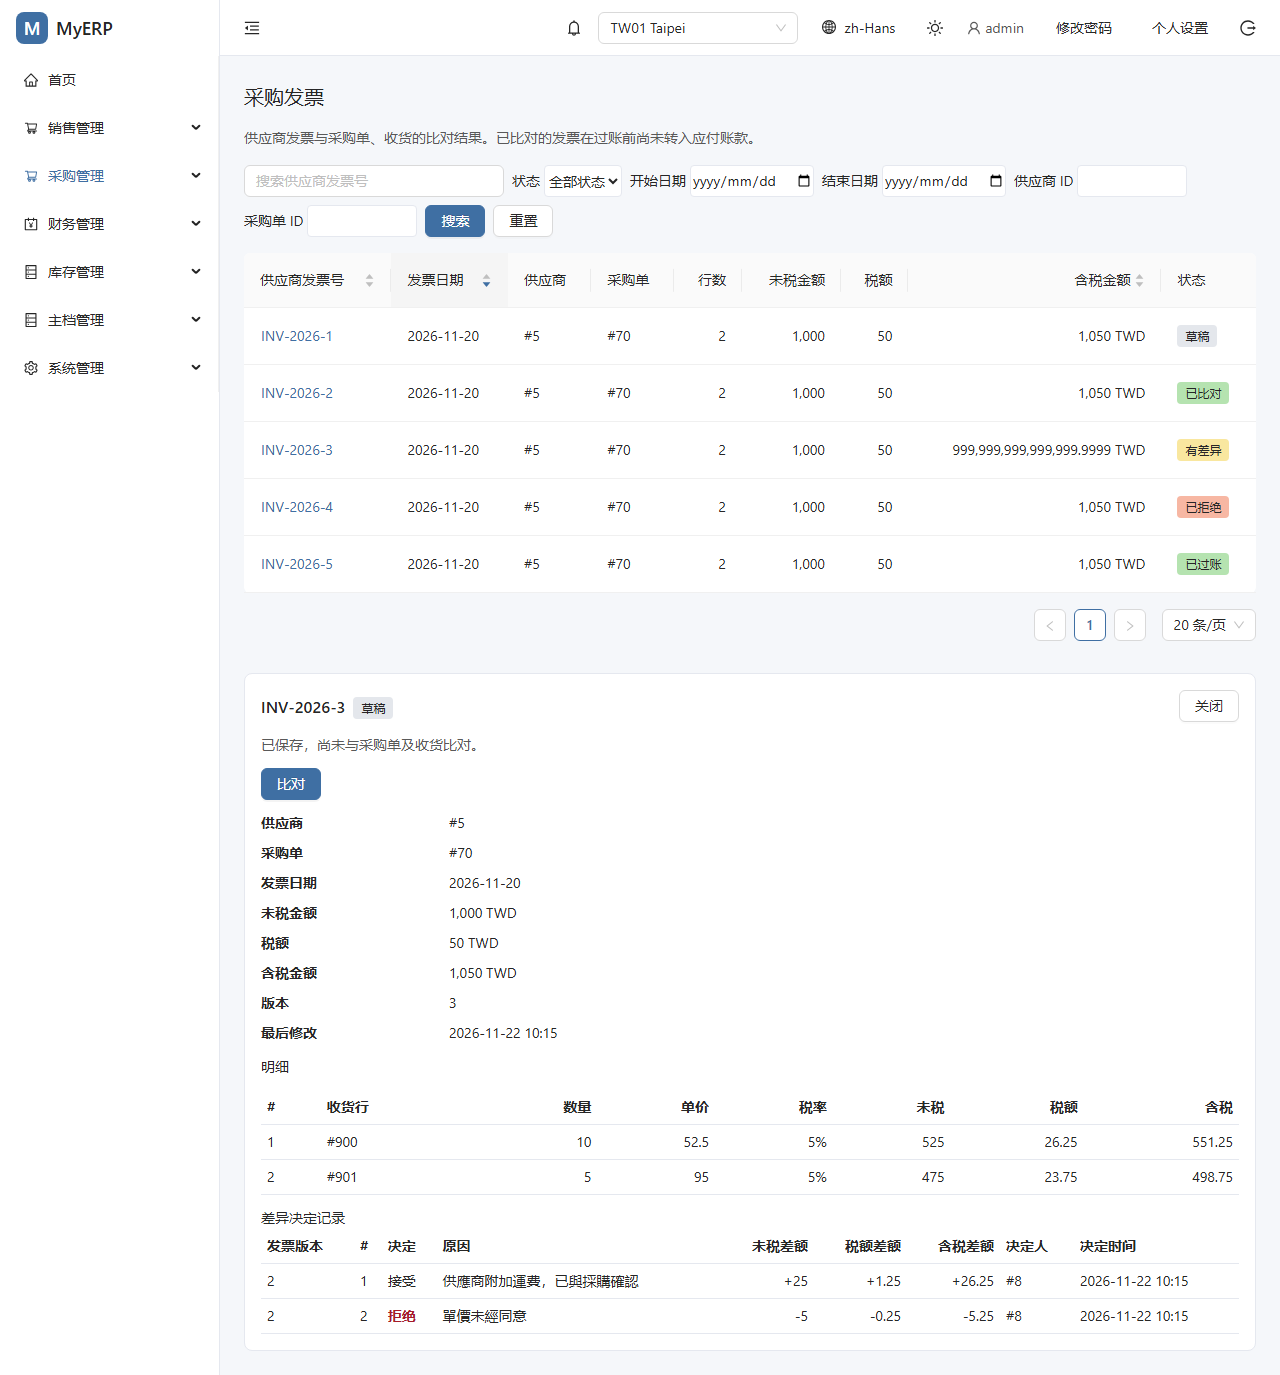 M MyERP
TW01 Taipei zh-Hans admin 修改密码 个人设置
首页
销售管理
采购管理
财务管理
库存管理
主档管理
系统管理
采购发票
供应商发票与采购单、收货的比对结果。已比对的发票在过账前尚未转入应付账款。
搜索供应商发票号 状态 全部状态 开始日期 yyyy/mm/dd 结束日期 yyyy/mm/dd 供应商 ID
采购单 ID 搜索 重置
供应商发票号 发票日期 供应商 采购单 行数 未税金额 税额 含税金额 状态
INV-2026-1 2026-11-20 #5 #70 2 1,000 50 1,050 TWD 草稿
INV-2026-2 2026-11-20 #5 #70 2 1,000 50 1,050 TWD 已比对
INV-2026-3 2026-11-20 #5 #70 2 1,000 50 999,999,999,999,999.9999 TWD 有差异
INV-2026-4 2026-11-20 #5 #70 2 1,000 50 1,050 TWD 已拒绝
INV-2026-5 2026-11-20 #5 #70 2 1,000 50 1,050 TWD 已过账
< 1 > 20 条/页
INV-2026-3 草稿 关闭
已保存，尚未与采购单及收货比对。
比对
供应商 #5
采购单 #70
发票日期 2026-11-20
未税金额 1,000 TWD
税额 50 TWD
含税金额 1,050 TWD
版本 3
最后修改 2026-11-22 10:15
明细
# 收货行 数量 单价 税率 未税 税额 含税
1 #900 10 52.5 5% 525 26.25 551.25
2 #901 5 95 5% 475 23.75 498.75
差异决定记录
发票版本 # 决定 原因 未税差额 税额差额 含税差额 决定人 决定时间
2 1 接受 供應商附加運費，已與採購確認 +25 +1.25 +26.25 #8 2026-11-22 10:15
2 2 拒绝 單價未經同意 -5 -0.25 -5.25 #8 2026-11-22 10:15